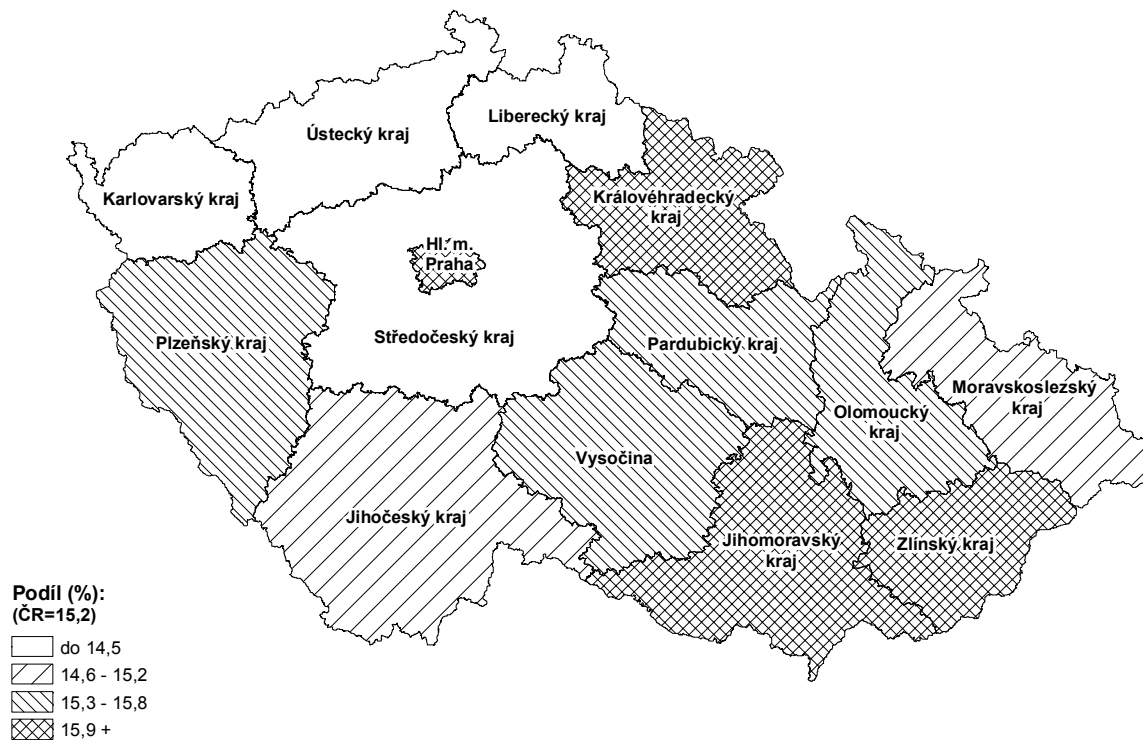 Liberecký kraj
Ústecký kraj
Karlovarský kraj
Královéhradecký
kraj
Hl. m.
Praha
Plzeňský kraj
Středočeský kraj
Pardubický kraj
Moravskoslezský
kraj
Olomoucký
kraj
Vysočina
Jihočeský kraj
Jihomoravský
kraj
Zlínský kraj
Podíl (%):
(ČR=15,2)
do 14,5
14,6 - 15,2
15,3 - 15,8
15,9 +